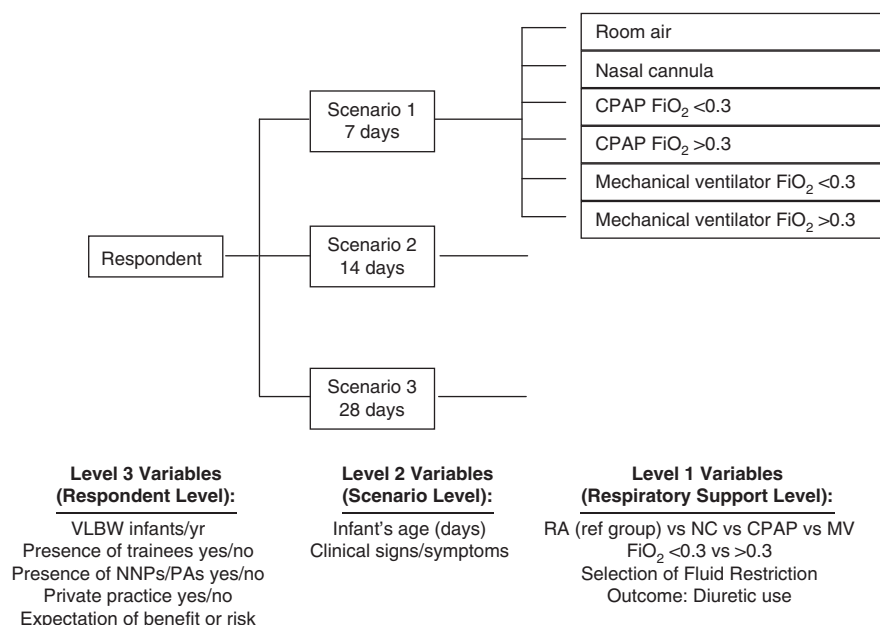 Room air
Nasal cannula
CPAP FiO2 <0.3
CPAP FiO2 >0.3
Mechanical ventilator FiO2 <0.3
Mechanical ventilator FiO2 >0.3
Scenario 1
7 days
Respondent
Scenario 2
14 days
Scenario 3
28 days
Level 3 Variables
(Respondent Level):
VLBW infants/yr
Presence of trainees yes/no
Presence of NNPs/PAs yes/no
Private practice yes/no
Expectation of benefit or risk
Level 2 Variables
(Scenario Level):
Infant's age (days)
Clinical signs/symptoms
Level 1 Variables
(Respiratory Support Level):
RA (ref group) vs NC vs CPAP vs MV
FiO2 <0.3 vs >0.3
Selection of Fluid Restriction
Outcome: Diuretic use